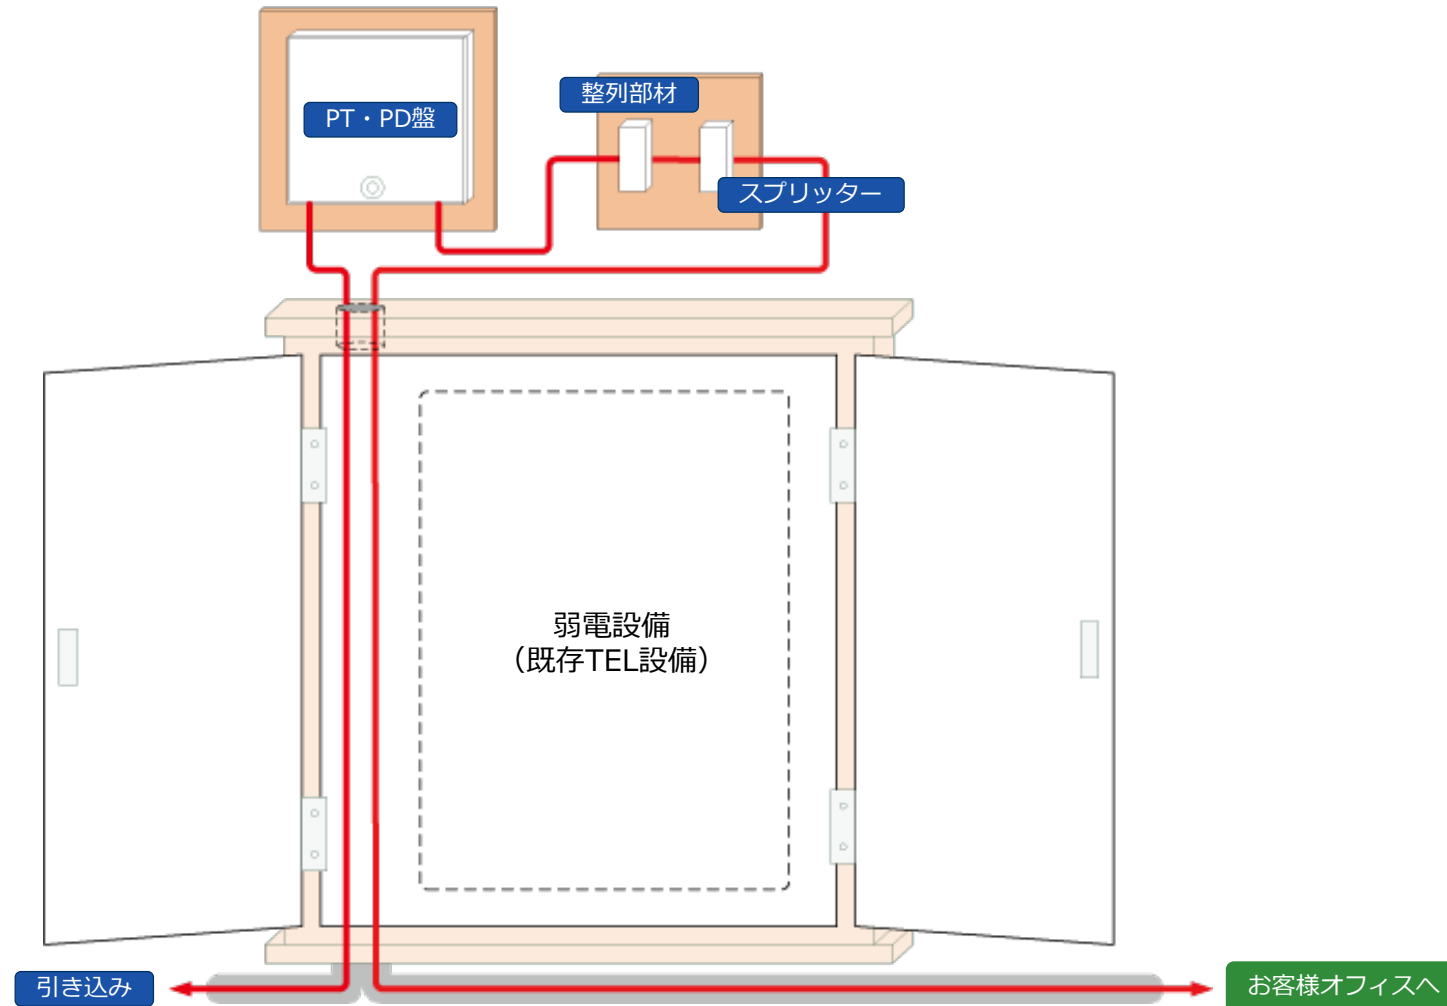 整列部材
PT・PD盤
スプリッター
弱電設備
（既存TEL設備）
引き込み
お客様オフィスへ